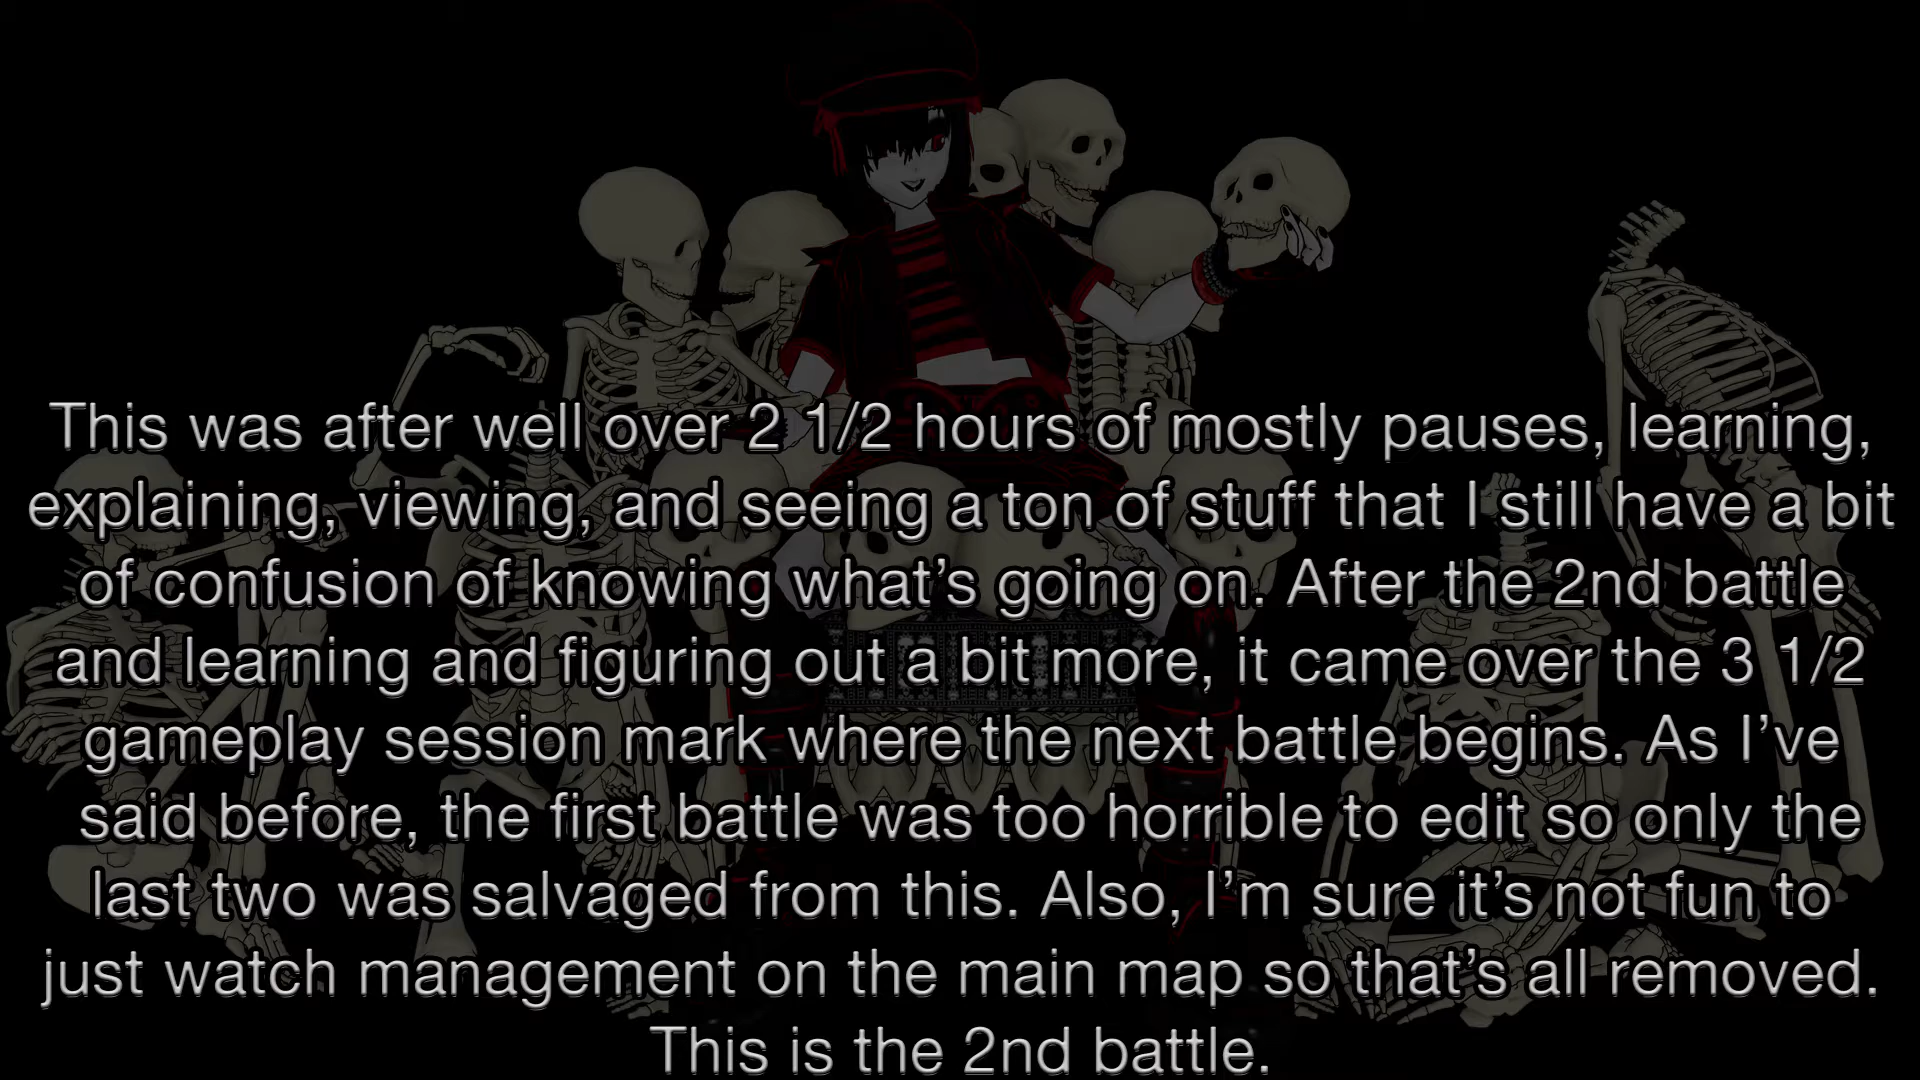 This was after well over 2 1/2 hours of mostly pauses, learning,
explaining, viewing, and seeing a ton of stuff that I still have a bit
of confusion of knowing what’s going on. After the 2nd battle
and learning and figuring out a bit more, it came over the 3 1/2
gameplay session mark where the next battle begins. As I’ve
said before, the first battle was too horrible to edit so only the
last two was salvaged from this. Also, I’m sure it’s not fun to
just watch management on the main map so that’s all removed.
This is the 2nd battle.